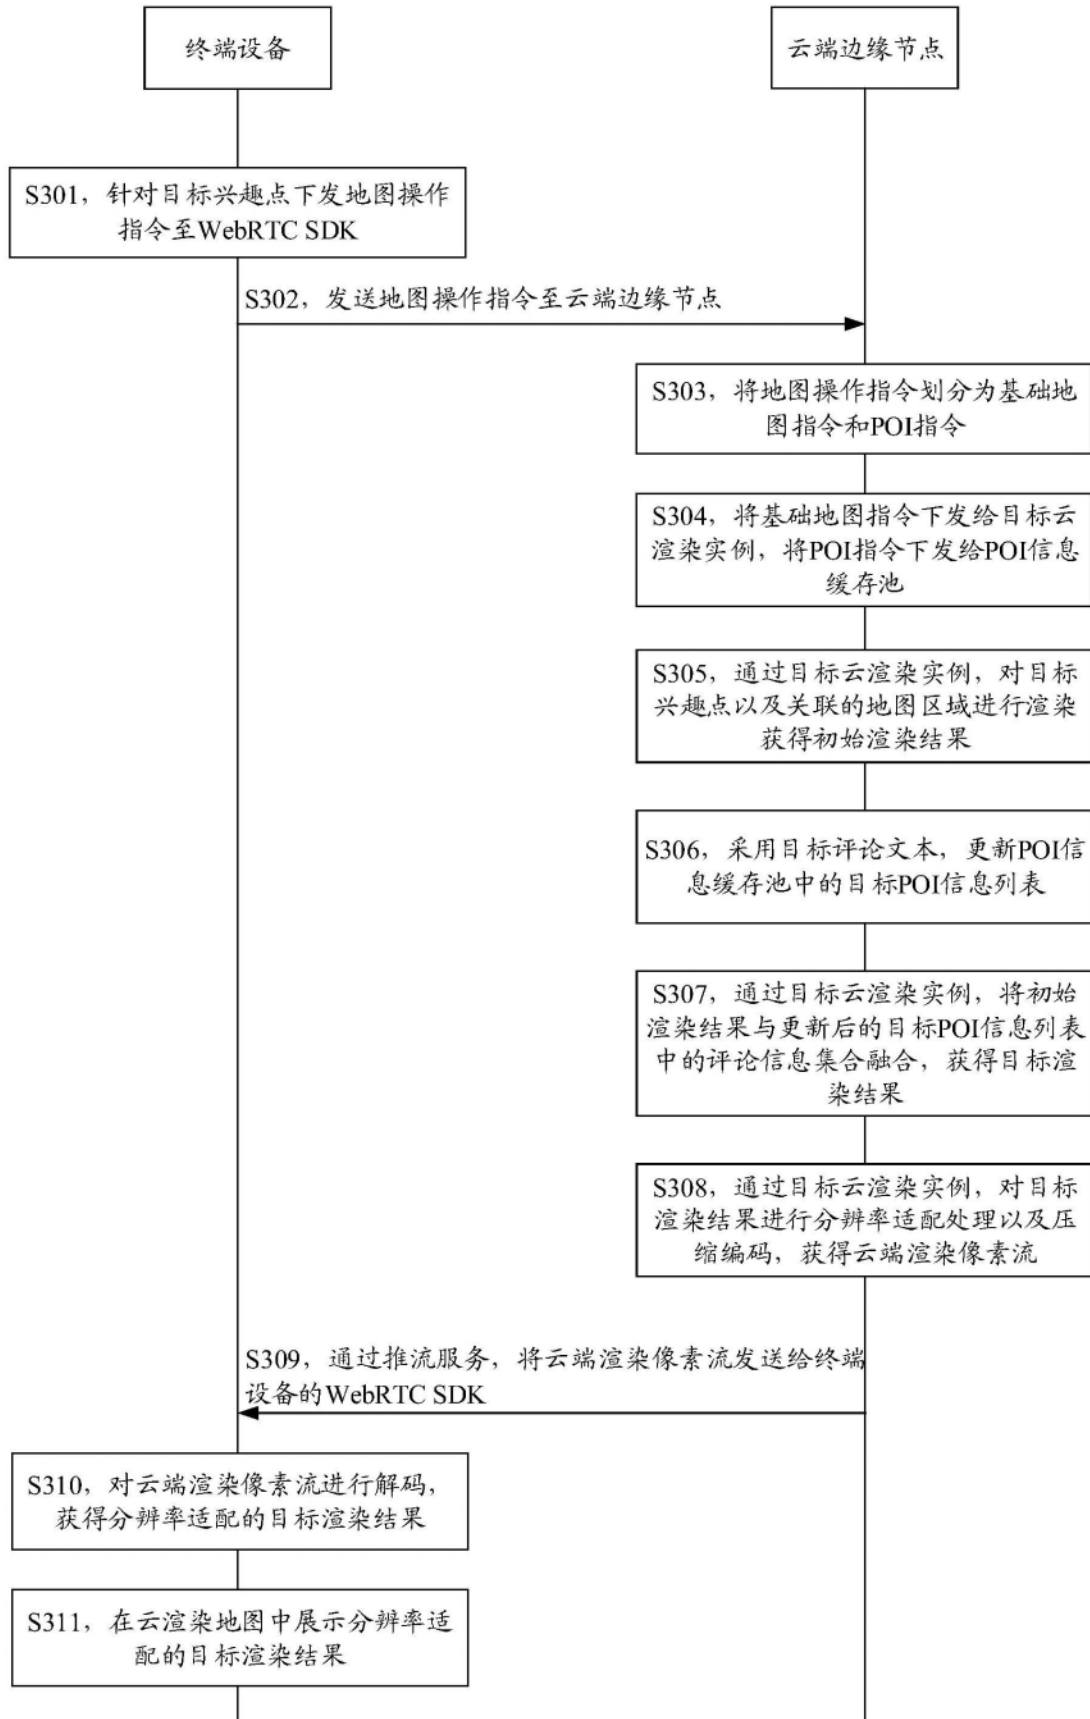 终端设备
云端边缘节点
S301，针对目标兴趣点下发地图操作
指令至WebRTC SDK
S302，发送地图操作指令至云端边缘节点
S303，将地图操作指令划分为基础地
图指令和POI指令
S304，将基础地图指令下发给目标云
渲染实例，将POI指令下发给POI信息
缓存池
S305，通过目标云渲染实例，对目标
兴趣点以及关联的地图区域进行渲染
获得初始渲染结果
S306，采用目标评论文本，更新POI信
息缓存池中的目标POI信息列表
S307，通过目标云渲染实例，将初始
渲染结果与更新后的目标POI信息列表
中的评论信息集合融合，获得目标渲
染结果
S308，通过目标云渲染实例，对目标
渲染结果进行分辨率适配处理以及压
缩编码，获得云端渲染像素流
S309，通过推流服务，将云端渲染像素流发送给终端
设备的WebRTC SDK
S310，对云端渲染像素流进行解码，
获得分辨率适配的目标渲染结果
S311，在云渲染地图中展示分辨率适
配的目标渲染结果